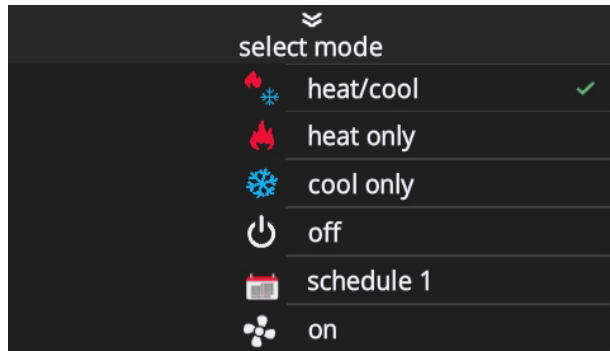 select mode
heat/cool
heat only
cool only
off
schedule 1
on